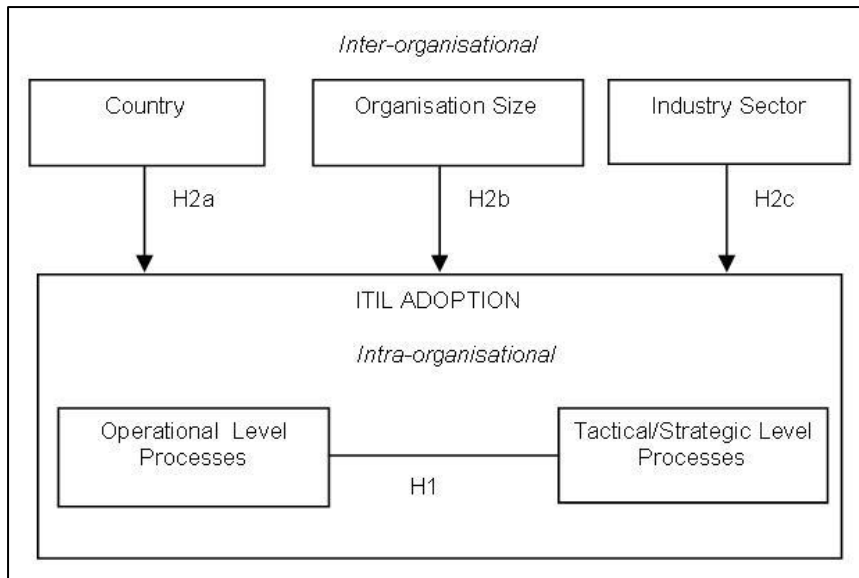 Inter-organisational
Country
Organisation Size
Industry Sector
H2a
H2b
H2c
ITIL ADOPTION
Intra-organisational
Operational Level
Processes
Tactical/Strategic Level
Processes
H1